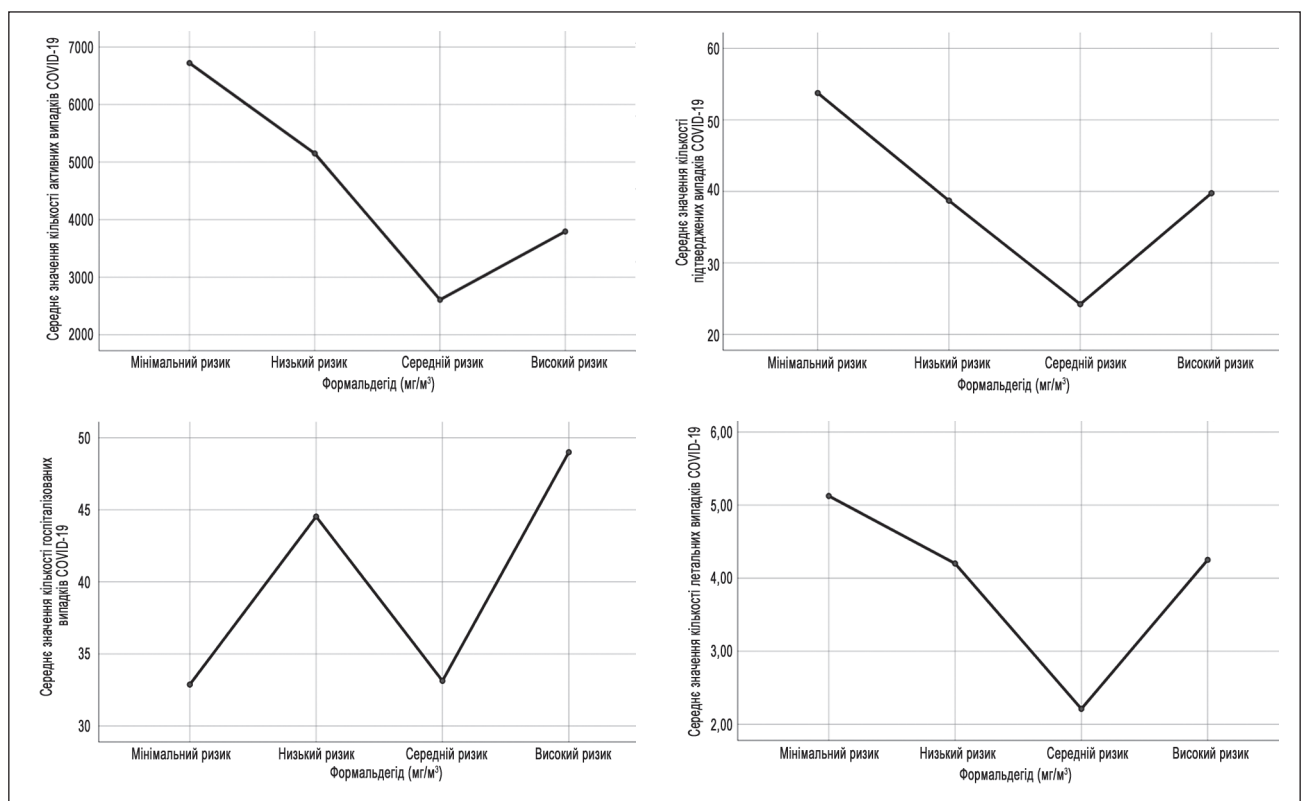 Середнє значення кількості активних випадків COVID-19
7000
6000
5000
4000
3000
2000
Мінімальний ризик Низький ризик Середній ризик Високий ризик
Формальдегід (мг/м³)
Середнє значення кількості
підтверджених випадків COVID-19
60
50
40
30
20
Мінімальний ризик Низький ризик Середній ризик Високий ризик
Формальдегід (мг/м³)
Середнє значення кількості госпіталізованих
випадків COVID-19
50
45
40
35
30
Мінімальний ризик Низький ризик Середній ризик Високий ризик
Формальдегід (мг/м³)
Середнє значення кількості летальних випадків COVID-19
6,00
5,00
4,00
3,00
2,00
Мінімальний ризик Низький ризик Середній ризик Високий ризик
Формальдегід (мг/м³)